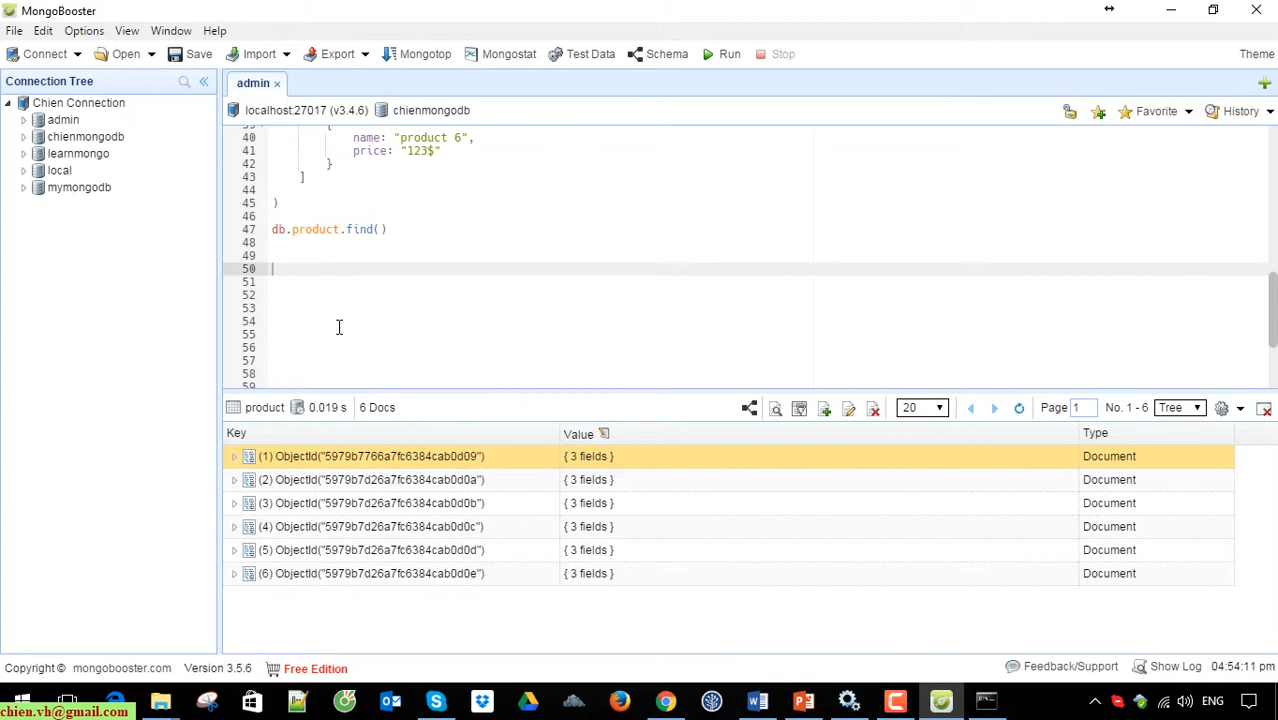 MongoBooster
File Edit Options View Window Help
Connect Open Save Import Export Mongotop Mongostat Test Data Schema Run Stop Theme
Connection Tree
admin
Chien Connection
admin
chienmongodb
learnmongo
local
mymongodb
localhost:27017 (v3.4.6) chienmongodb Favorite History
39 {
40 name: "product 6",
41 price: "123$"
42 }
43 ]
44
45 )
46
47 db.product.find()
48
49
50
51
52
53
54
55
56
57
58
59
product 0.019 s 6 Docs 20 Page 1 No. 1 - 6 Tree
Key Value Type
(1) ObjectId("5979b7766a7fc6384cab0d09") { 3 fields } Document
(2) ObjectId("5979b7d26a7fc6384cab0d0a") { 3 fields } Document
(3) ObjectId("5979b7d26a7fc6384cab0d0b") { 3 fields } Document
(4) ObjectId("5979b7d26a7fc6384cab0d0c") { 3 fields } Document
(5) ObjectId("5979b7d26a7fc6384cab0d0d") { 3 fields } Document
(6) ObjectId("5979b7d26a7fc6384cab0d0e") { 3 fields } Document
Copyright © mongobooster.com Version 3.5.6 Free Edition Feedback/Support Show Log 04:54:11 PM
ENG
chien.vh@gmail.com